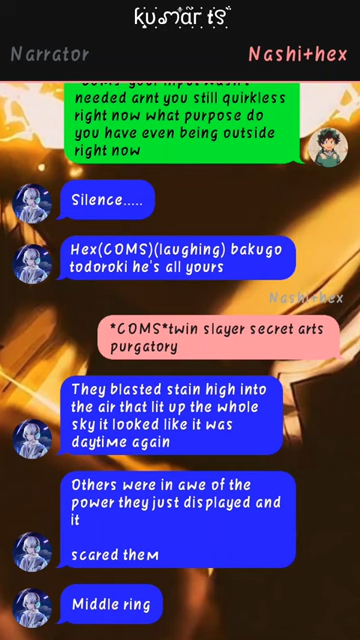 kumar ts
Narrator
Nashi+hex
needed arnt you still quirkless
right now what purpose do
you have even being outside
right now
Silence.....
Hex(COMS)(laughing) bakugo
todoroki he's all yours
Nashi+hex
*COMS*twin slayer secret arts
purgatory
They blasted stain high into
the air that lit up the whole
sky it looked like it was
daytime again
Others were in awe of the
power they just displayed and
it
scared them
Middle ring